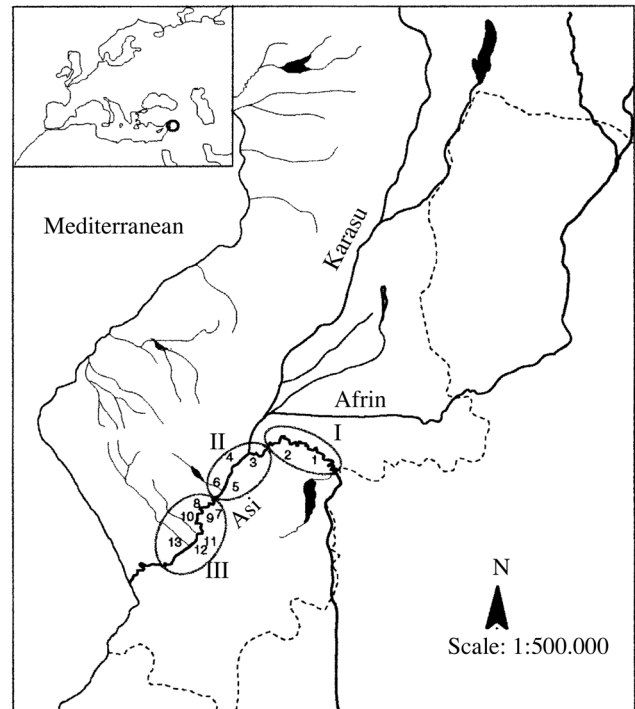 Mediterranean
Karasu
Afrin
I
II
2
1
4
3
6
5
Asi
8
7
10
9
11
13
12
III
N
Scale: 1:500.000